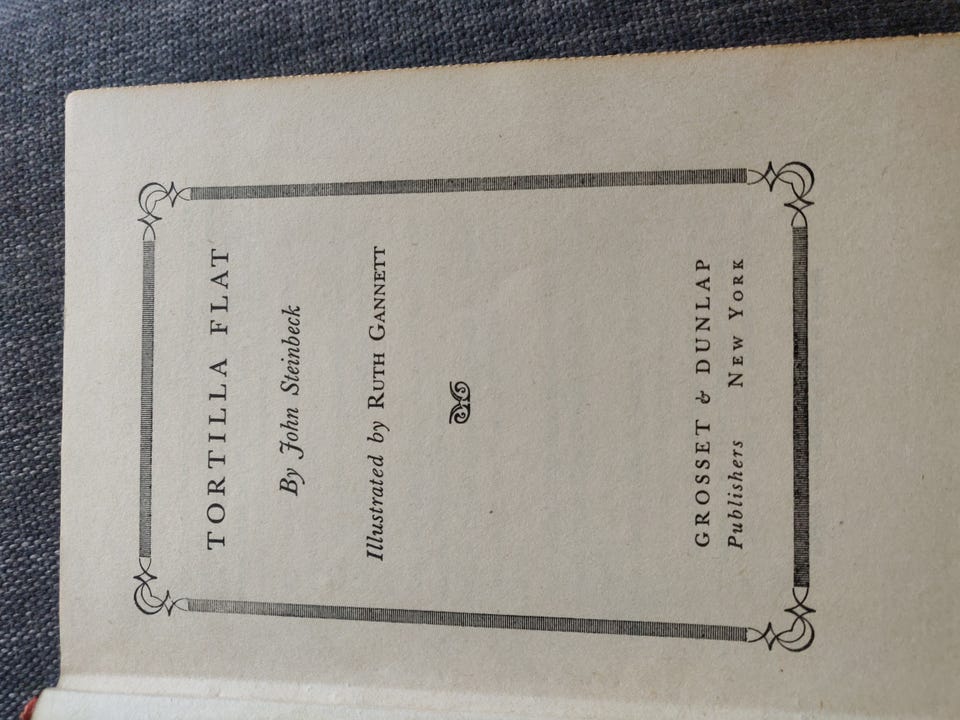 TORTILLA FLAT
By John Steinbeck
Illustrated by RUTH GANNETT
GROSSET & DUNLAP
Publishers NEW YORK